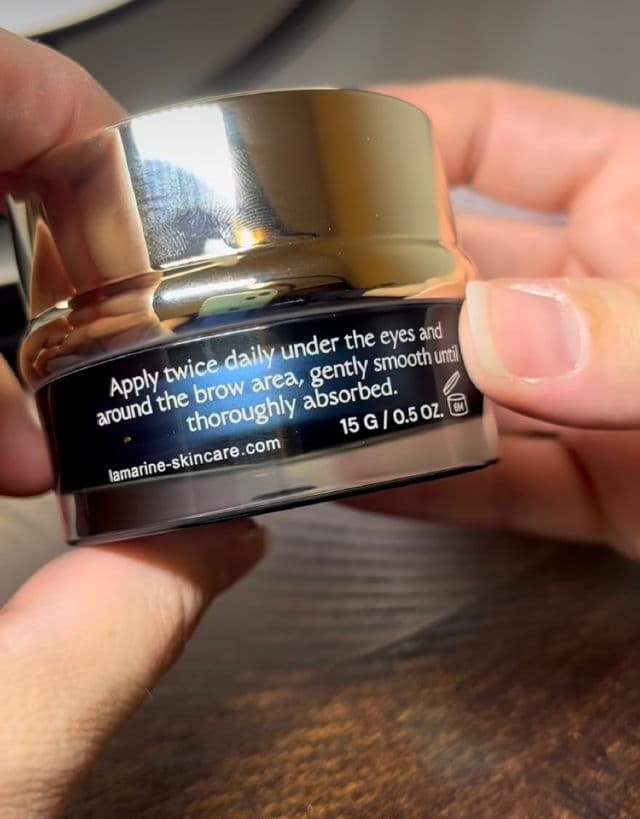 Apply twice daily under the eyes and
around the brow area, gently smooth until
thoroughly absorbed.
15 G / 0.5 OZ.
6M
lamarine-skincare.com